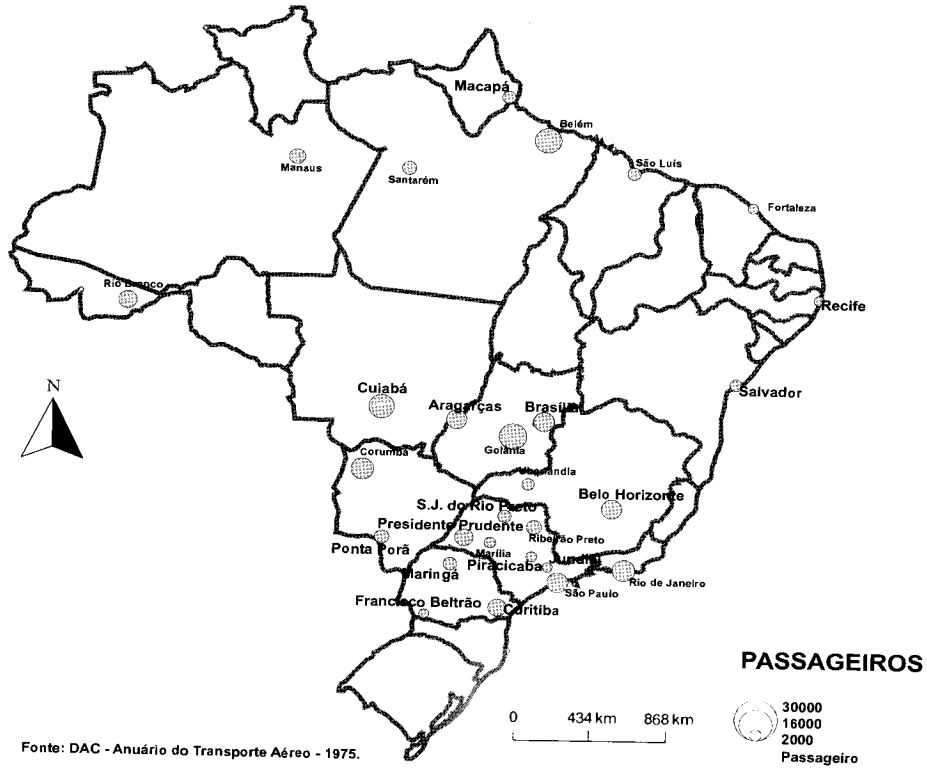 Macapá
Belém
Manaus
Santarém
São Luís
Fortaleza
Rio Branco
Recife
N
Cuiabá
Aragarças
Brasília
Salvador
Goiânia
Corumbá
Uberlandia
Belo Horizonte
S.J. do Rio Preto
Presidente Prudente
Ribeirão Preto
Ponta Porã
Marília
Jundiaí
Piracicaba
Maringá
Rio de Janeiro
São Paulo
Francisco Beltrão
Curitiba
PASSAGEIROS
30000
16000
2000
Passageiro
0 434 km 868 km
Fonte: DAC - Anuário do Transporte Aéreo - 1975.